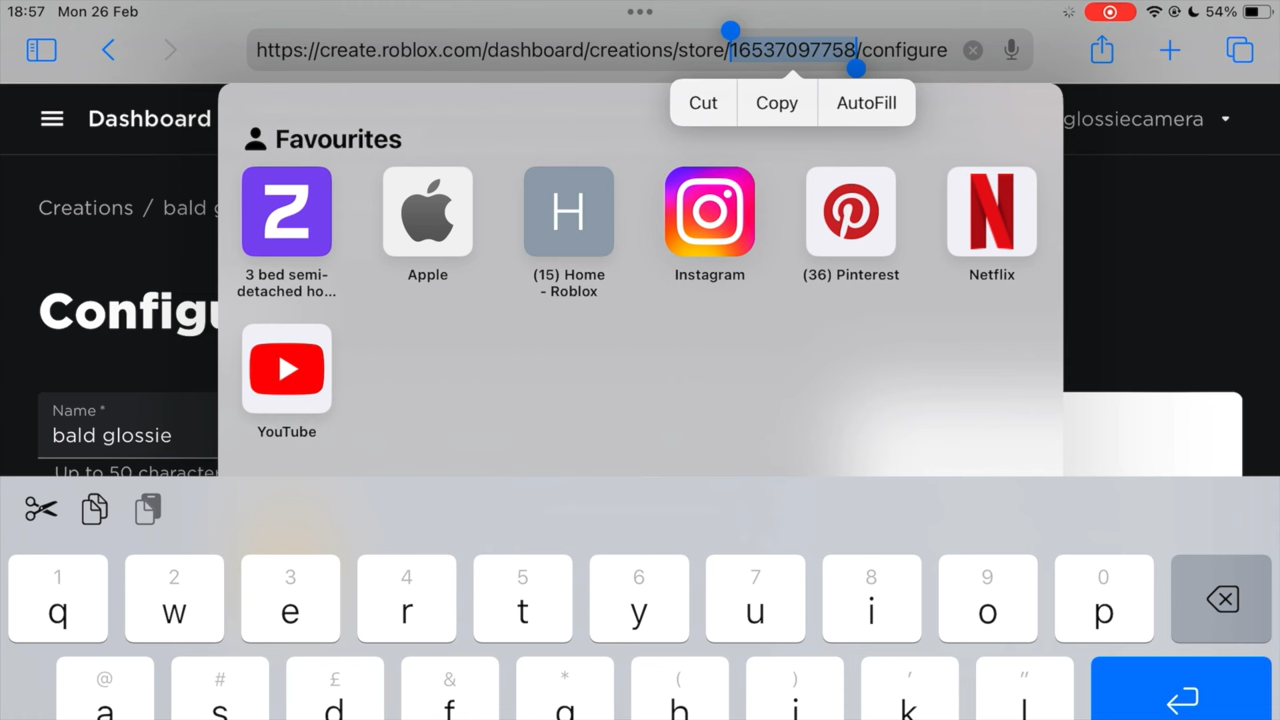 18:57 Mon 26 Feb
54%
https://create.roblox.com/dashboard/creations/store/16537097758/configure
Cut Copy AutoFill
Dashboard
glossiecamera
Favourites
Creations / bald
3 bed semi-
detached ho...
Apple
(15) Home
- Roblox
Instagram
(36) Pinterest
Netflix
Configu
YouTube
Name *
bald glossie
Up to 50 character
1 2 3 4 5 6 7 8 9 0
q w e r t y u i o p
@ # £ & * ( ) ' "
a s d f g h j k l